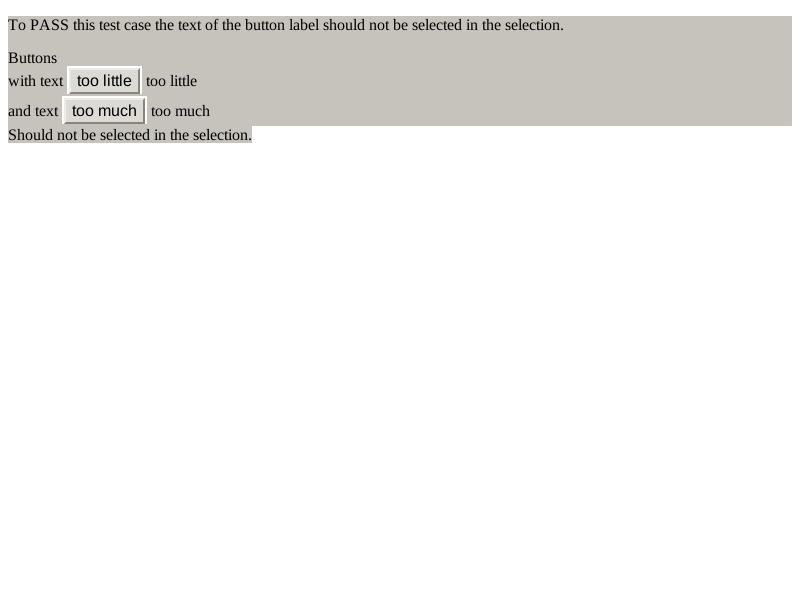 To PASS this test case the text of the button label should not be selected in the selection.
Buttons
with text too little too little
and text too much too much
Should not be selected in the selection.